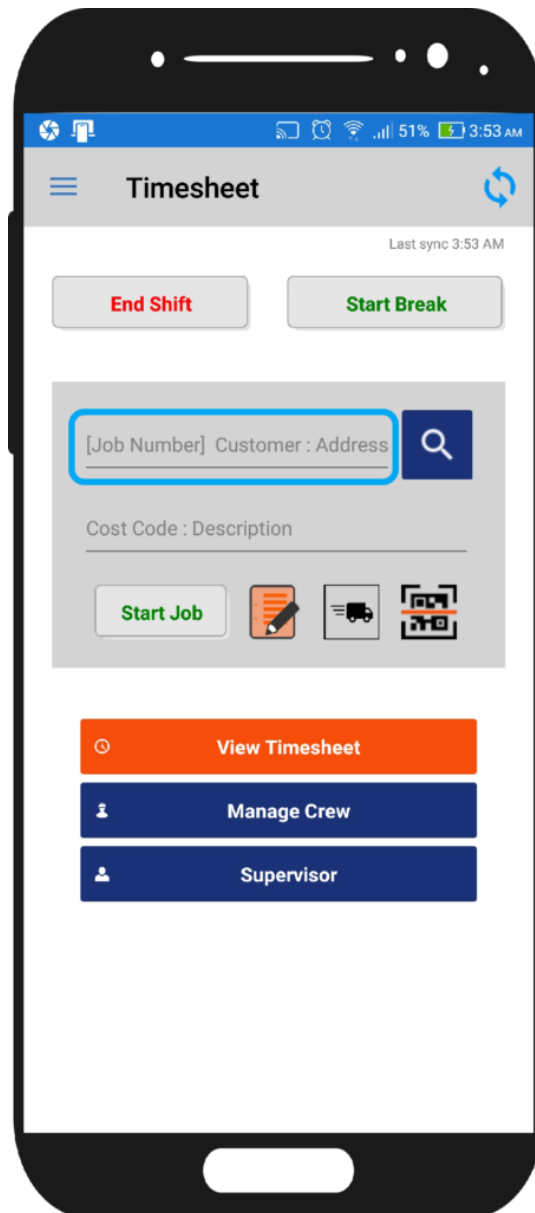 51% 3:53 AM
Timesheet
Last sync 3:53 AM
End Shift Start Break
[Job Number] Customer : Address
Cost Code : Description
Start Job
View Timesheet
Manage Crew
Supervisor